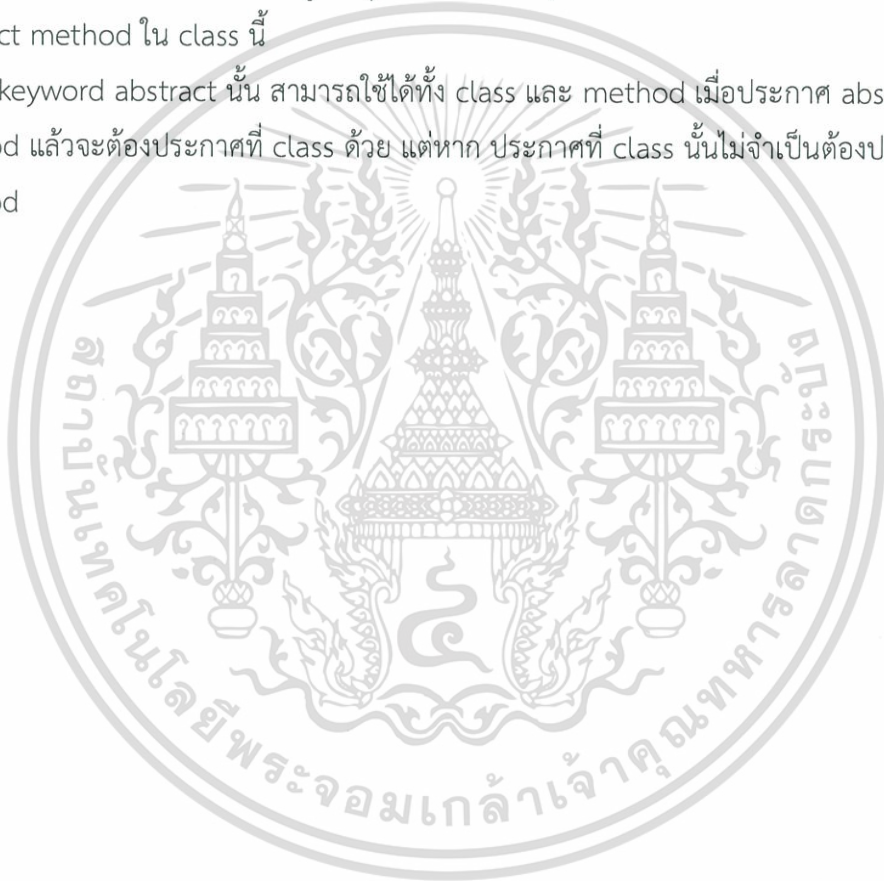 ct method ใน class นี้
keyword abstract นั้น สามารถใช้ได้ทั้ง class และ method เมื่อประกาศ abs
d แล้วจะต้องประกาศที่ class ด้วย แต่หาก ประกาศที่ class นั้นไม่จำเป็นต้องป
od
สถาบันเทคโนโลยีพระจอมเกล้าเจ้าคุณทหารลาดกระบัง